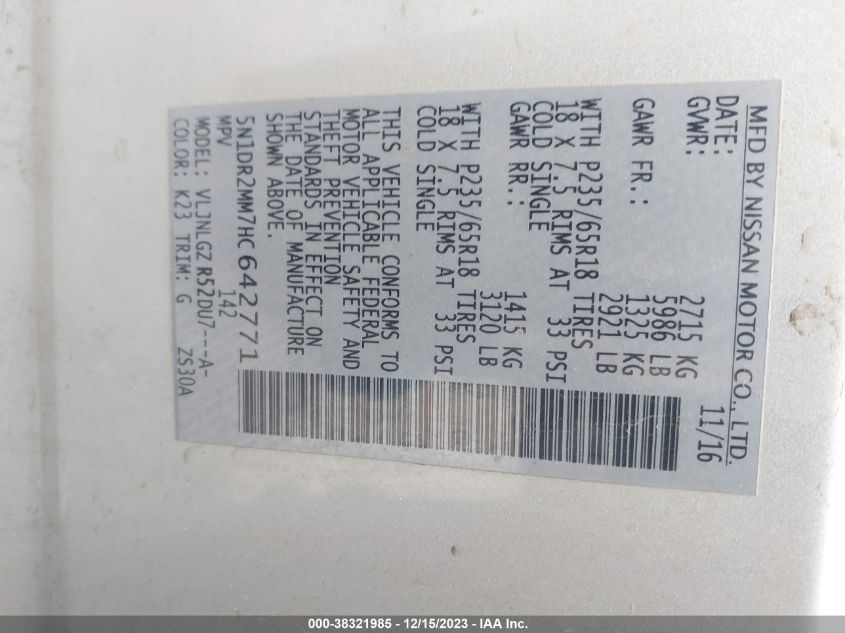 MFD BY NISSAN MOTOR CO., LTD.
DATE: 11/16
GVWR: 2715 KG
5986 LB
GAWR FR.: 1325 KG
2921 LB
WITH P235/65R18 TIRES
18 X 7.5 RIMS AT 33 PSI
COLD SINGLE
GAWR RR.: 1415 KG
3120 LB
WITH P235/65R18 TIRES
18 X 7.5 RIMS AT 33 PSI
COLD SINGLE
THIS VEHICLE CONFORMS TO
ALL APPLICABLE FEDERAL
MOTOR VEHICLE SAFETY AND
THEFT PREVENTION
STANDARDS IN EFFECT ON
THE DATE OF MANUFACTURE
SHOWN ABOVE.
5N1DR2MM7HC642771
MPV 142
MODEL: VLJNLGZ R52DU7---A-
COLOR: K23 TRIM: G ZS30A
000-38321985 - 12/15/2023 - IAA Inc.